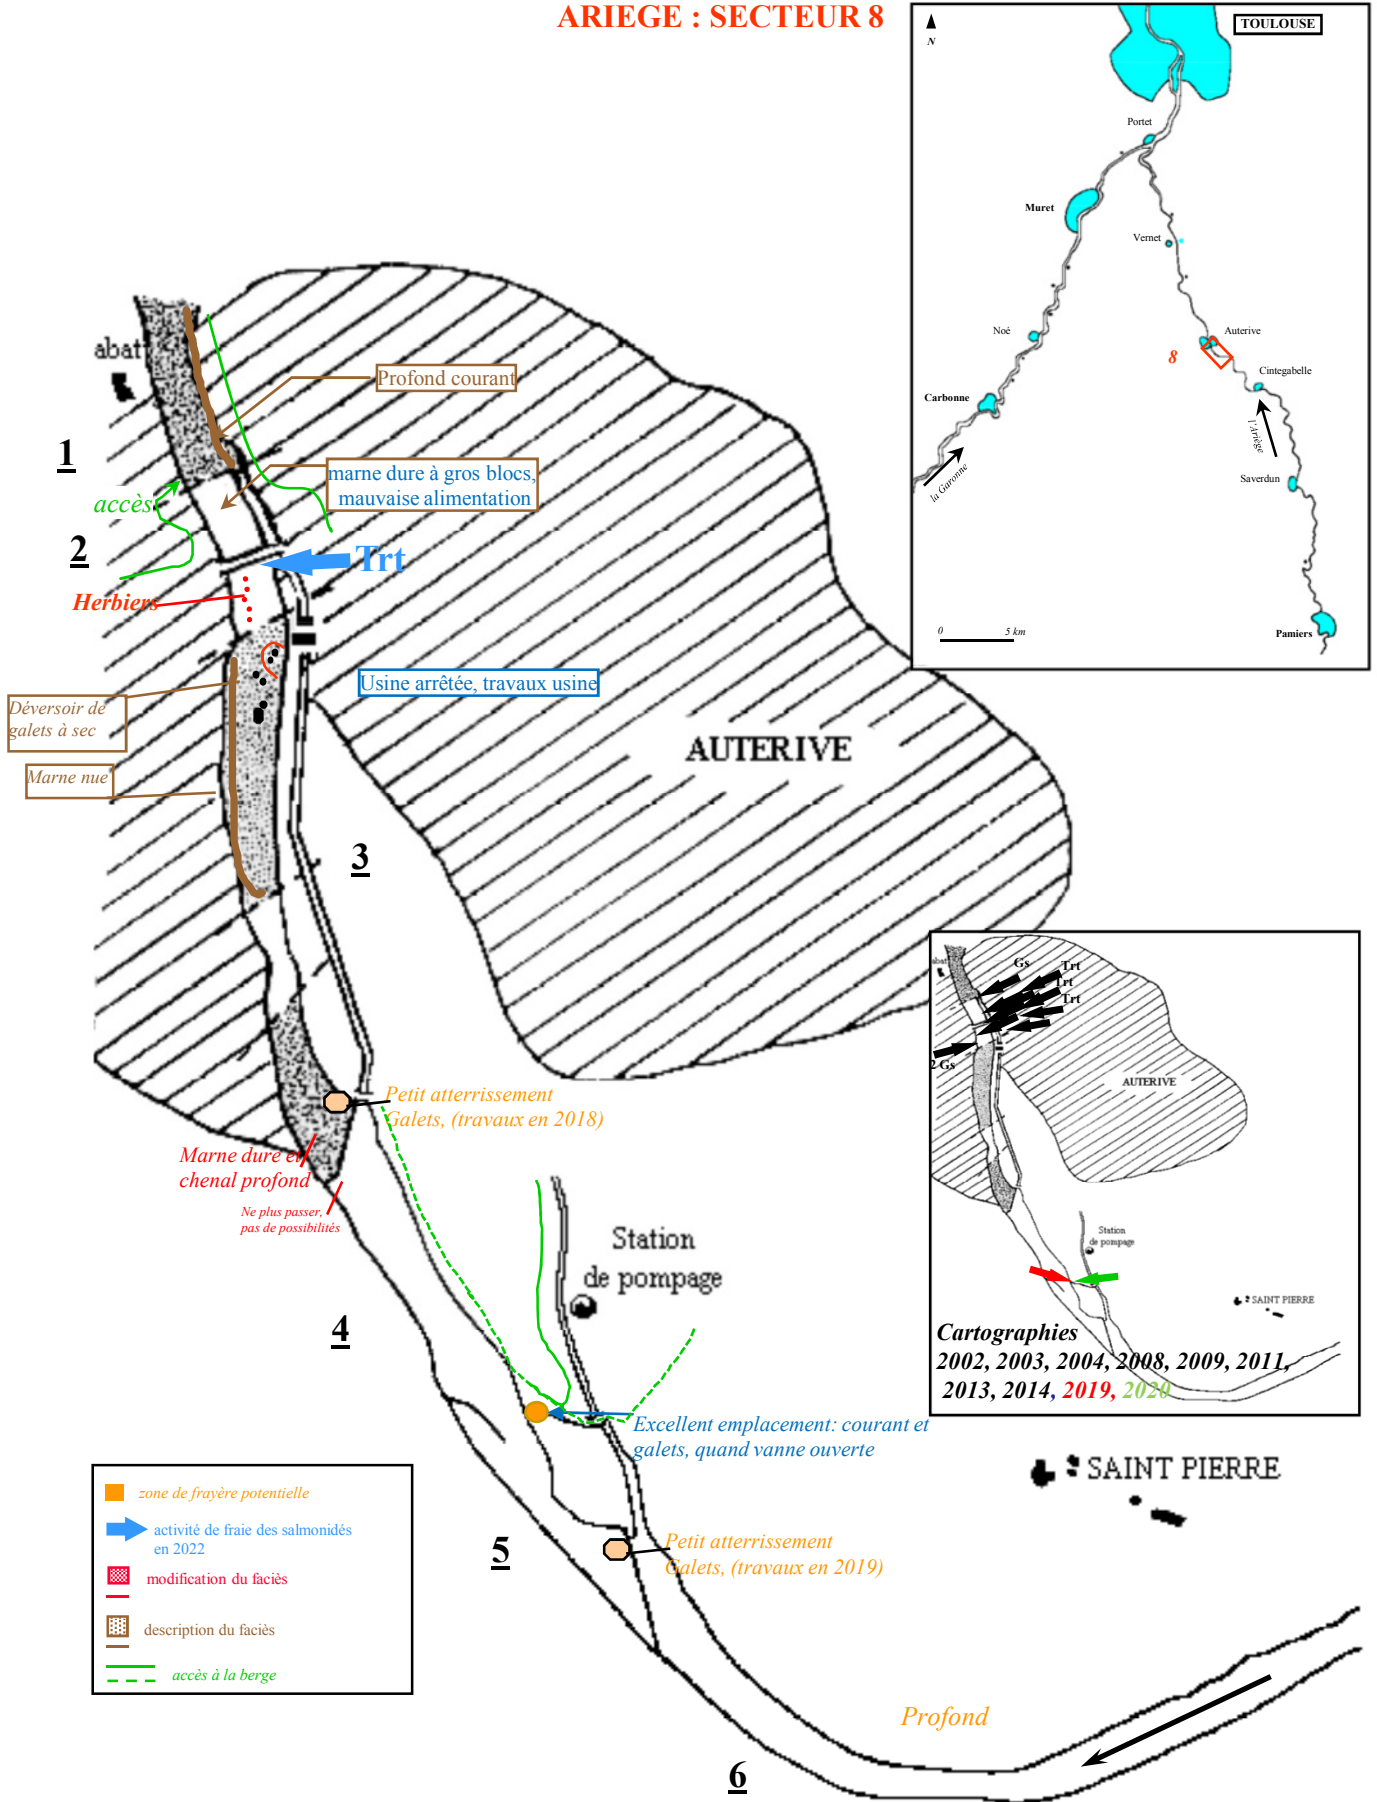 ARIEGE : SECTEUR 8
TOULOUSE
N
Portet
Muret
Vernet
Noé
Auterive
8
Cintegabelle
Carbonne
l'Ariège
la Garonne
Saverdun
0 5 km
Pamiers
abat
Profond courant
1
marne dure à gros blocs,
mauvaise alimentation
accès
2
Trt
Herbiers
Usine arrêtée, travaux usine
Déversoir de
galets à sec
AUTERIVE
Marne nue
3
Petit atterrissement
Galets, (travaux en 2018)
Marne dure et
chenal profond
Ne plus passer,
pas de possibilités
Station
de pompage
4
Excellent emplacement: courant et
galets, quand vanne ouverte
5
Petit atterrissement
Galets, (travaux en 2019)
SAINT PIERRE
Profond
6
abat
Gs
Trt
Trt
Trt
2 Gs
AUTERIVE
Station
de pompage
SAINT PIERRE
Cartographies
2002, 2003, 2004, 2008, 2009, 2011,
2013, 2014, 2019, 2020
zone de frayère potentielle
activité de fraie des salmonidés
en 2022
modification du faciès
description du faciès
accès à la berge